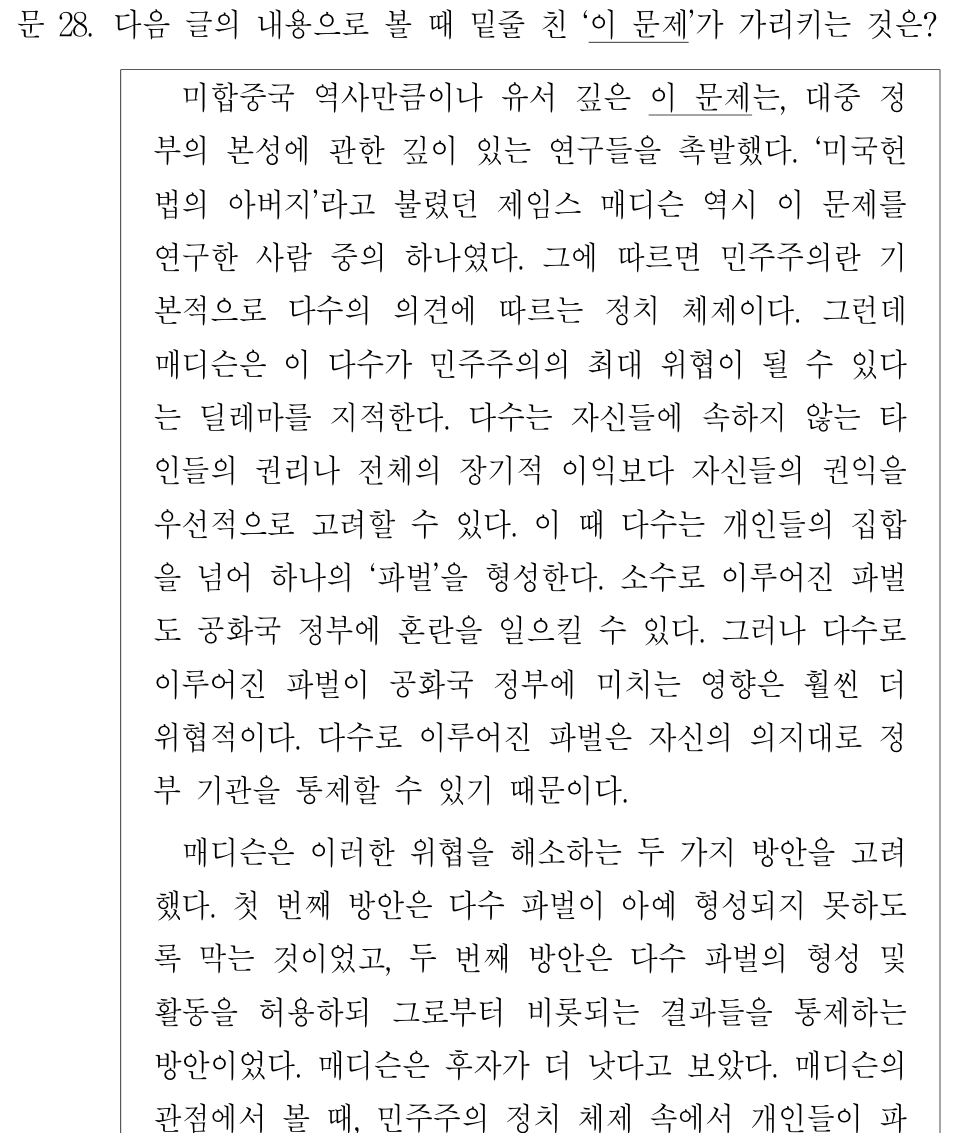 문 28. 다음 글의 내용으로 볼 때 밑줄 친 ‘이 문제’가 가리키는 것은?
미합중국 역사만큼이나 유서 깊은 이 문제는, 대중 정
부의 본성에 관한 깊이 있는 연구들을 촉발했다. ‘미국헌
법의 아버지’라고 불렸던 제임스 매디슨 역시 이 문제를
연구한 사람 중의 하나였다. 그에 따르면 민주주의란 기
본적으로 다수의 의견에 따르는 정치 체제이다. 그런데
매디슨은 이 다수가 민주주의의 최대 위협이 될 수 있다
는 딜레마를 지적한다. 다수는 자신들에 속하지 않는 타
인들의 권리나 전체의 장기적 이익보다 자신들의 권익을
우선적으로 고려할 수 있다. 이 때 다수는 개인들의 집합
을 넘어 하나의 ‘파벌’을 형성한다. 소수로 이루어진 파벌
도 공화국 정부에 혼란을 일으킬 수 있다. 그러나 다수로
이루어진 파벌이 공화국 정부에 미치는 영향은 훨씬 더
위협적이다. 다수로 이루어진 파벌은 자신의 의지대로 정
부 기관을 통제할 수 있기 때문이다.
매디슨은 이러한 위협을 해소하는 두 가지 방안을 고려
했다. 첫 번째 방안은 다수 파벌이 아예 형성되지 못하도
록 막는 것이었고, 두 번째 방안은 다수 파벌의 형성 및
활동을 허용하되 그로부터 비롯되는 결과들을 통제하는
방안이었다. 매디슨은 후자가 더 낫다고 보았다. 매디슨의
관점에서 볼 때, 민주주의 정치 체제 속에서 개인들이 파